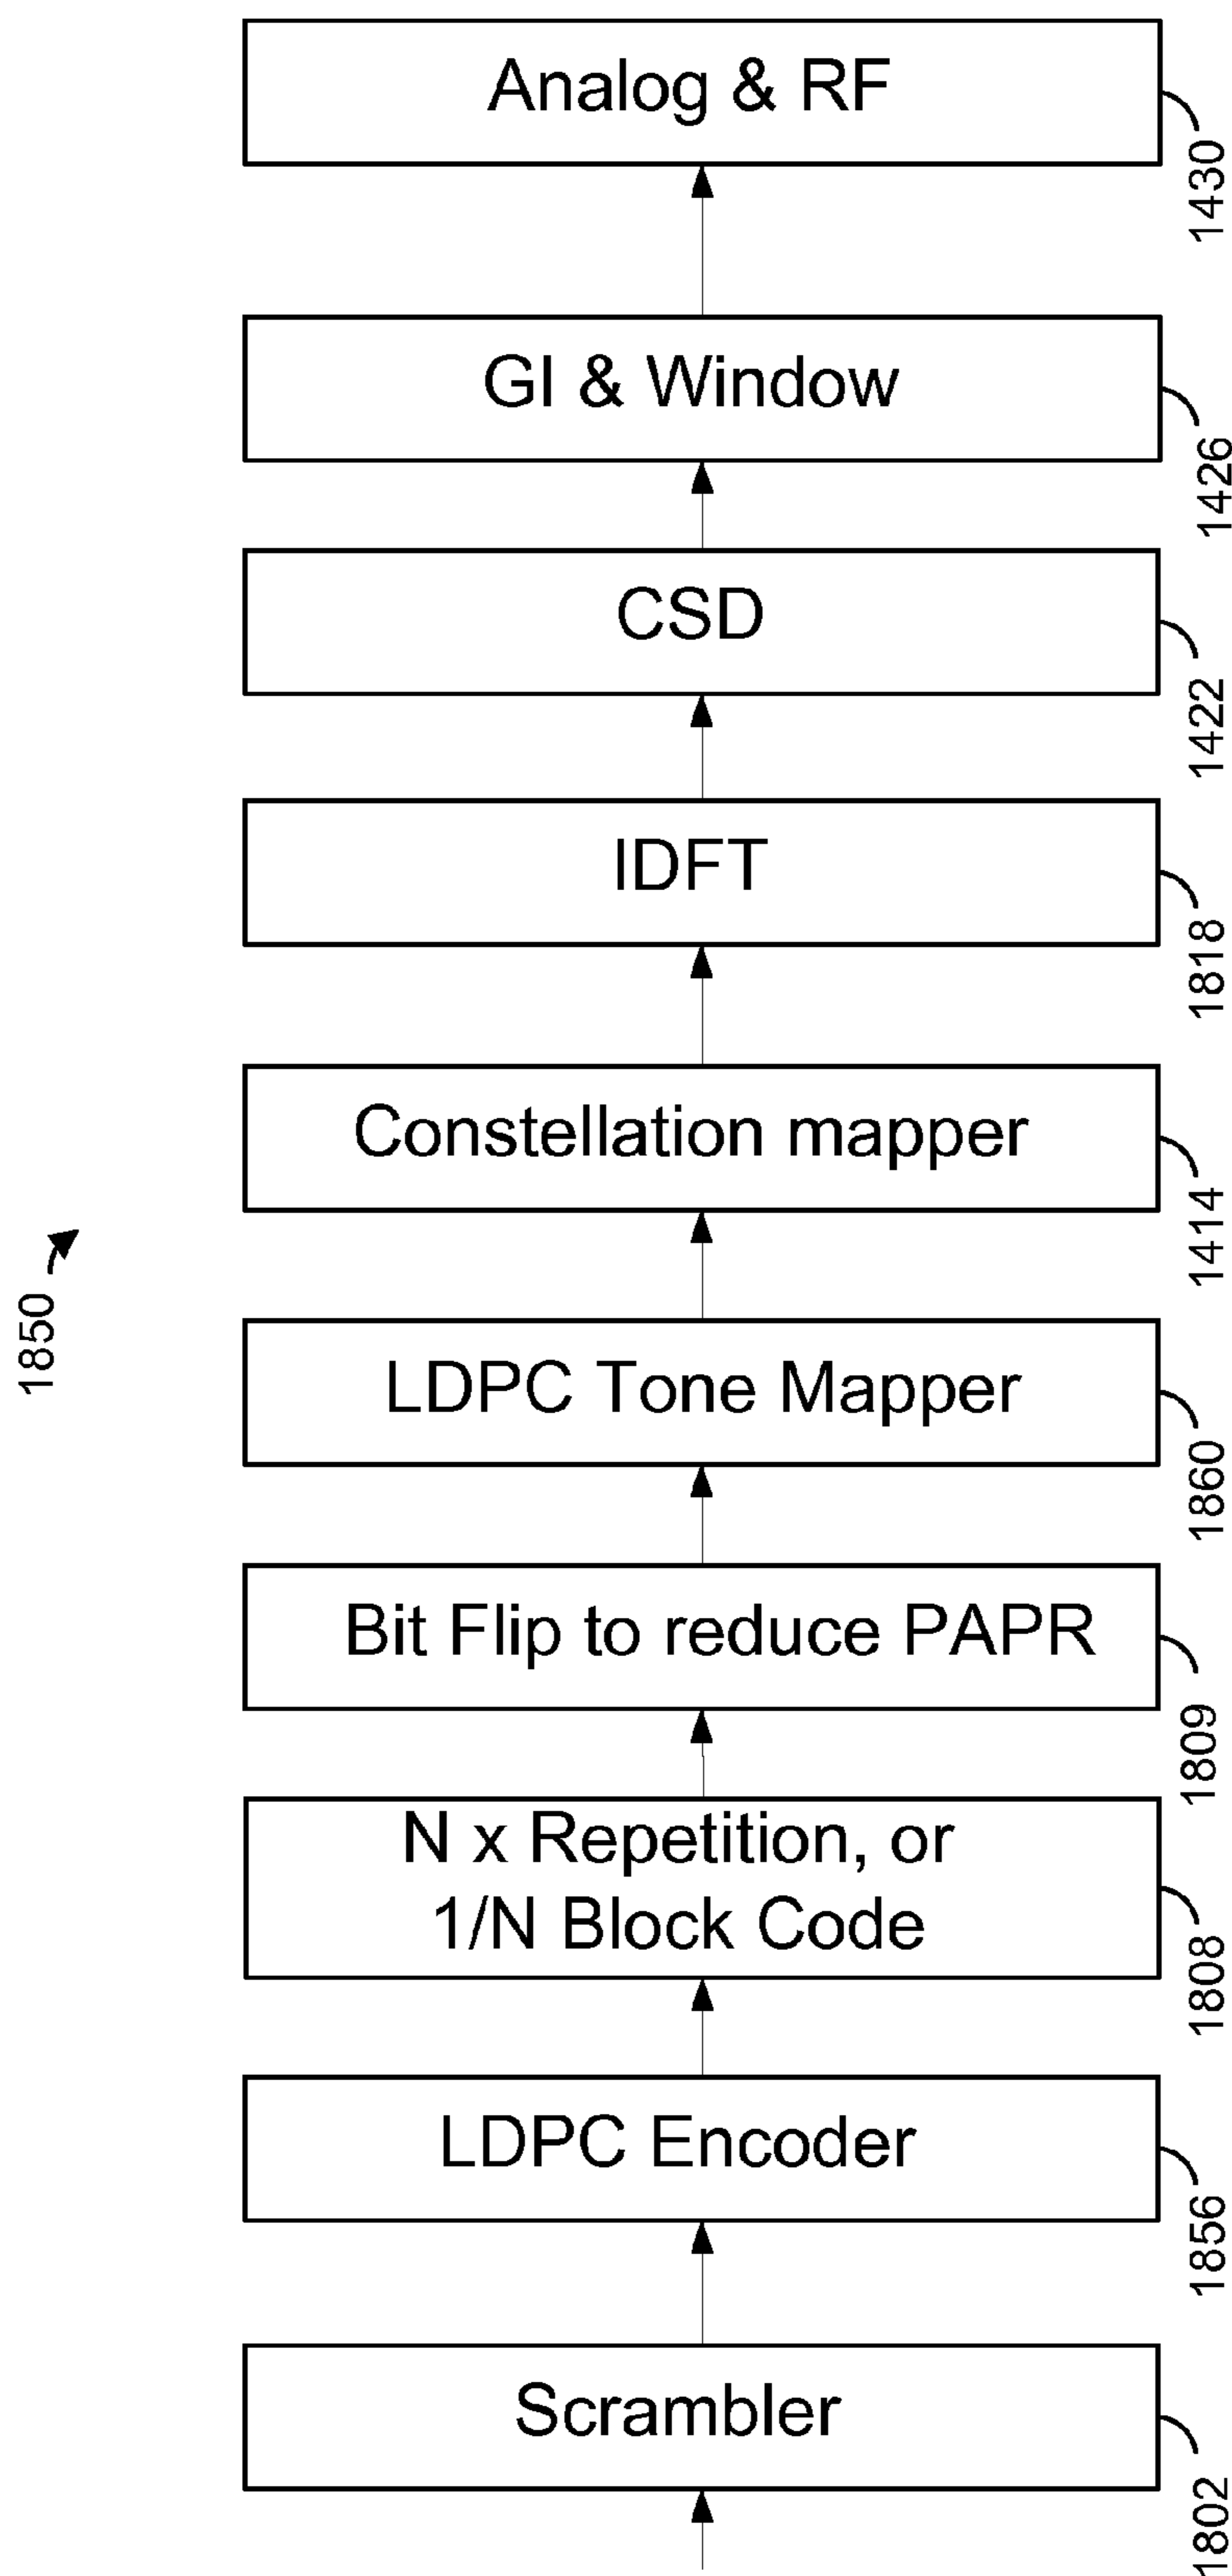 Analog & RF
1430
GI & Window
1426
CSD
1422
IDFT
1818
Constellation mapper
1414
1850
LDPC Tone Mapper
1860
Bit Flip to reduce PAPR
1809
N x Repetition, or
1/N Block Code
1808
LDPC Encoder
1856
Scrambler
1802